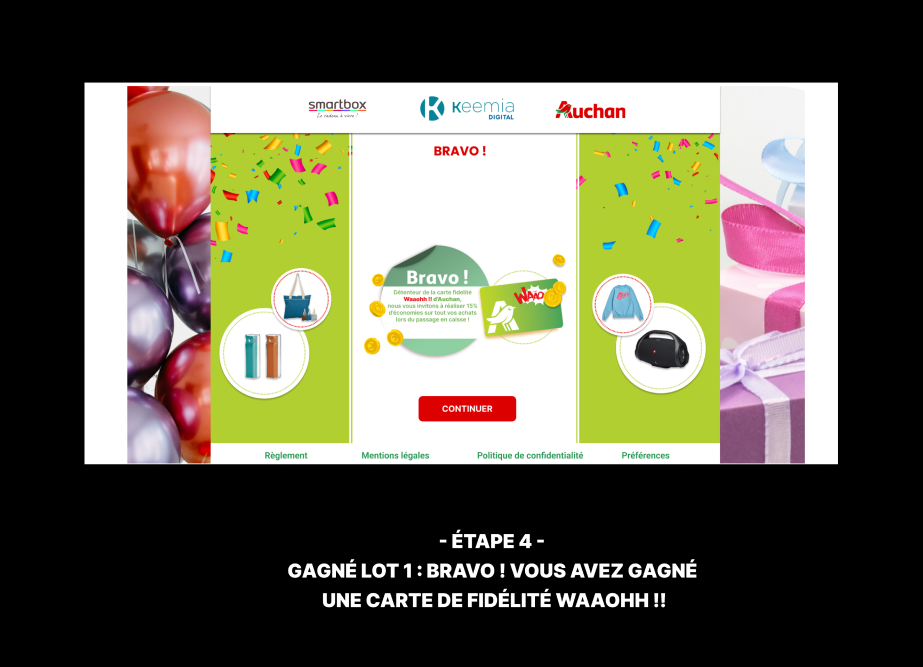 smartbox
Le cadeau à vivre !
Keemia
DIGITAL
Auchan
BRAVO !
Bravo !
Détenteur de la carte fidélité
Waaohh !! d'Auchan,
nous vous invitons à réaliser 15%
d'économies sur tout vos achats
lors du passage en caisse !
WAAO
CONTINUER
Règlement
Mentions légales
Politique de confidentialité
Préférences
- ÉTAPE 4 -
GAGNÉ LOT 1 : BRAVO ! VOUS AVEZ GAGNÉ
UNE CARTE DE FIDÉLITÉ WAAOHH !!